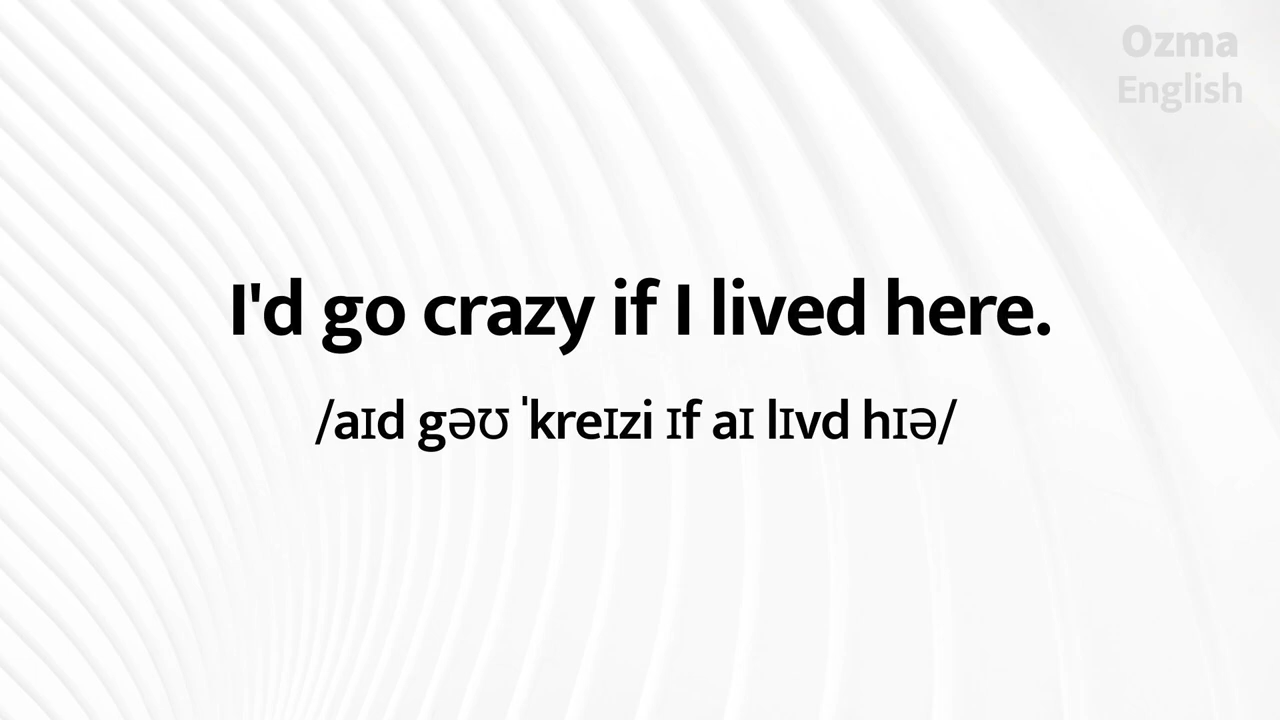 Ozma
English
I'd go crazy if I lived here.
/aɪd gəʊ ˈkreɪzi ɪf aɪ lɪvd hɪə/